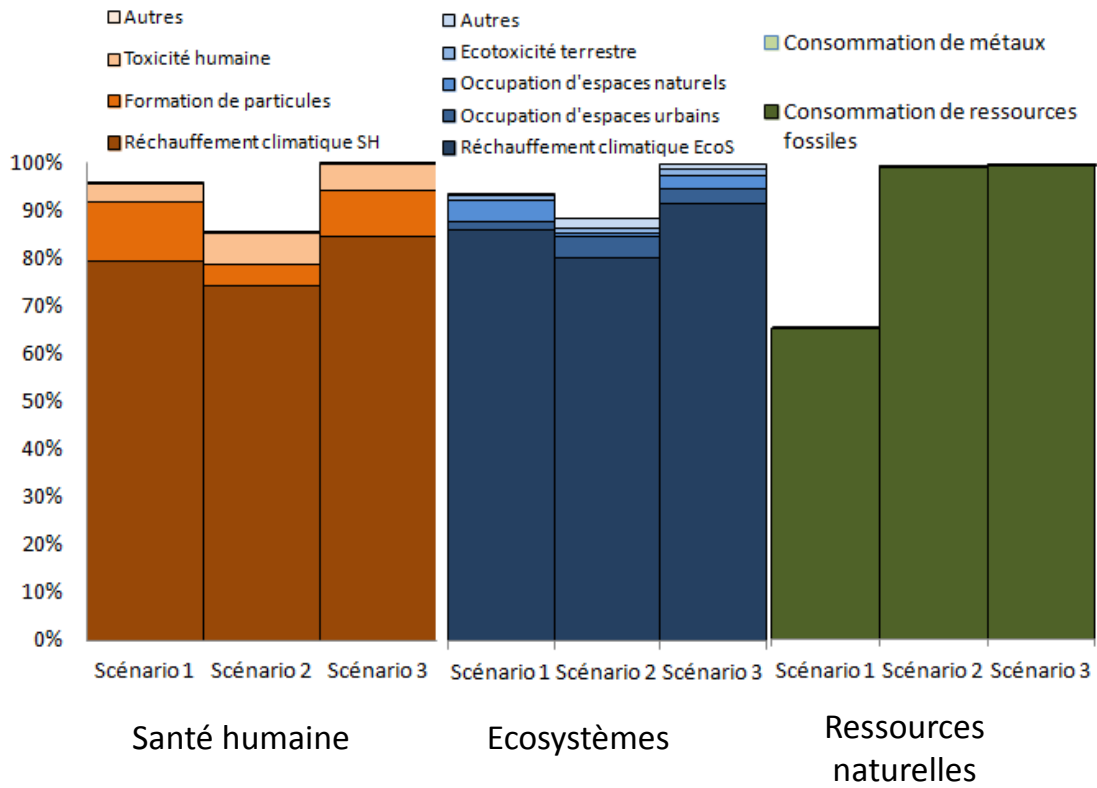 Autres
Toxicité humaine
Formation de particules
Réchauffement climatique SH
Autres
Ecotoxicité terrestre
Occupation d'espaces naturels
Occupation d'espaces urbains
Réchauffement climatique EcoS
Consommation de métaux
Consommation de ressources
fossiles
100%
90%
80%
70%
60%
50%
40%
30%
20%
10%
0%
Scénario 1 Scénario 2 Scénario 3
Scénario 1 Scénario 2 Scénario 3
Scénario 1 Scénario 2 Scénario 3
Santé humaine
Ecosystèmes
Ressources
naturelles